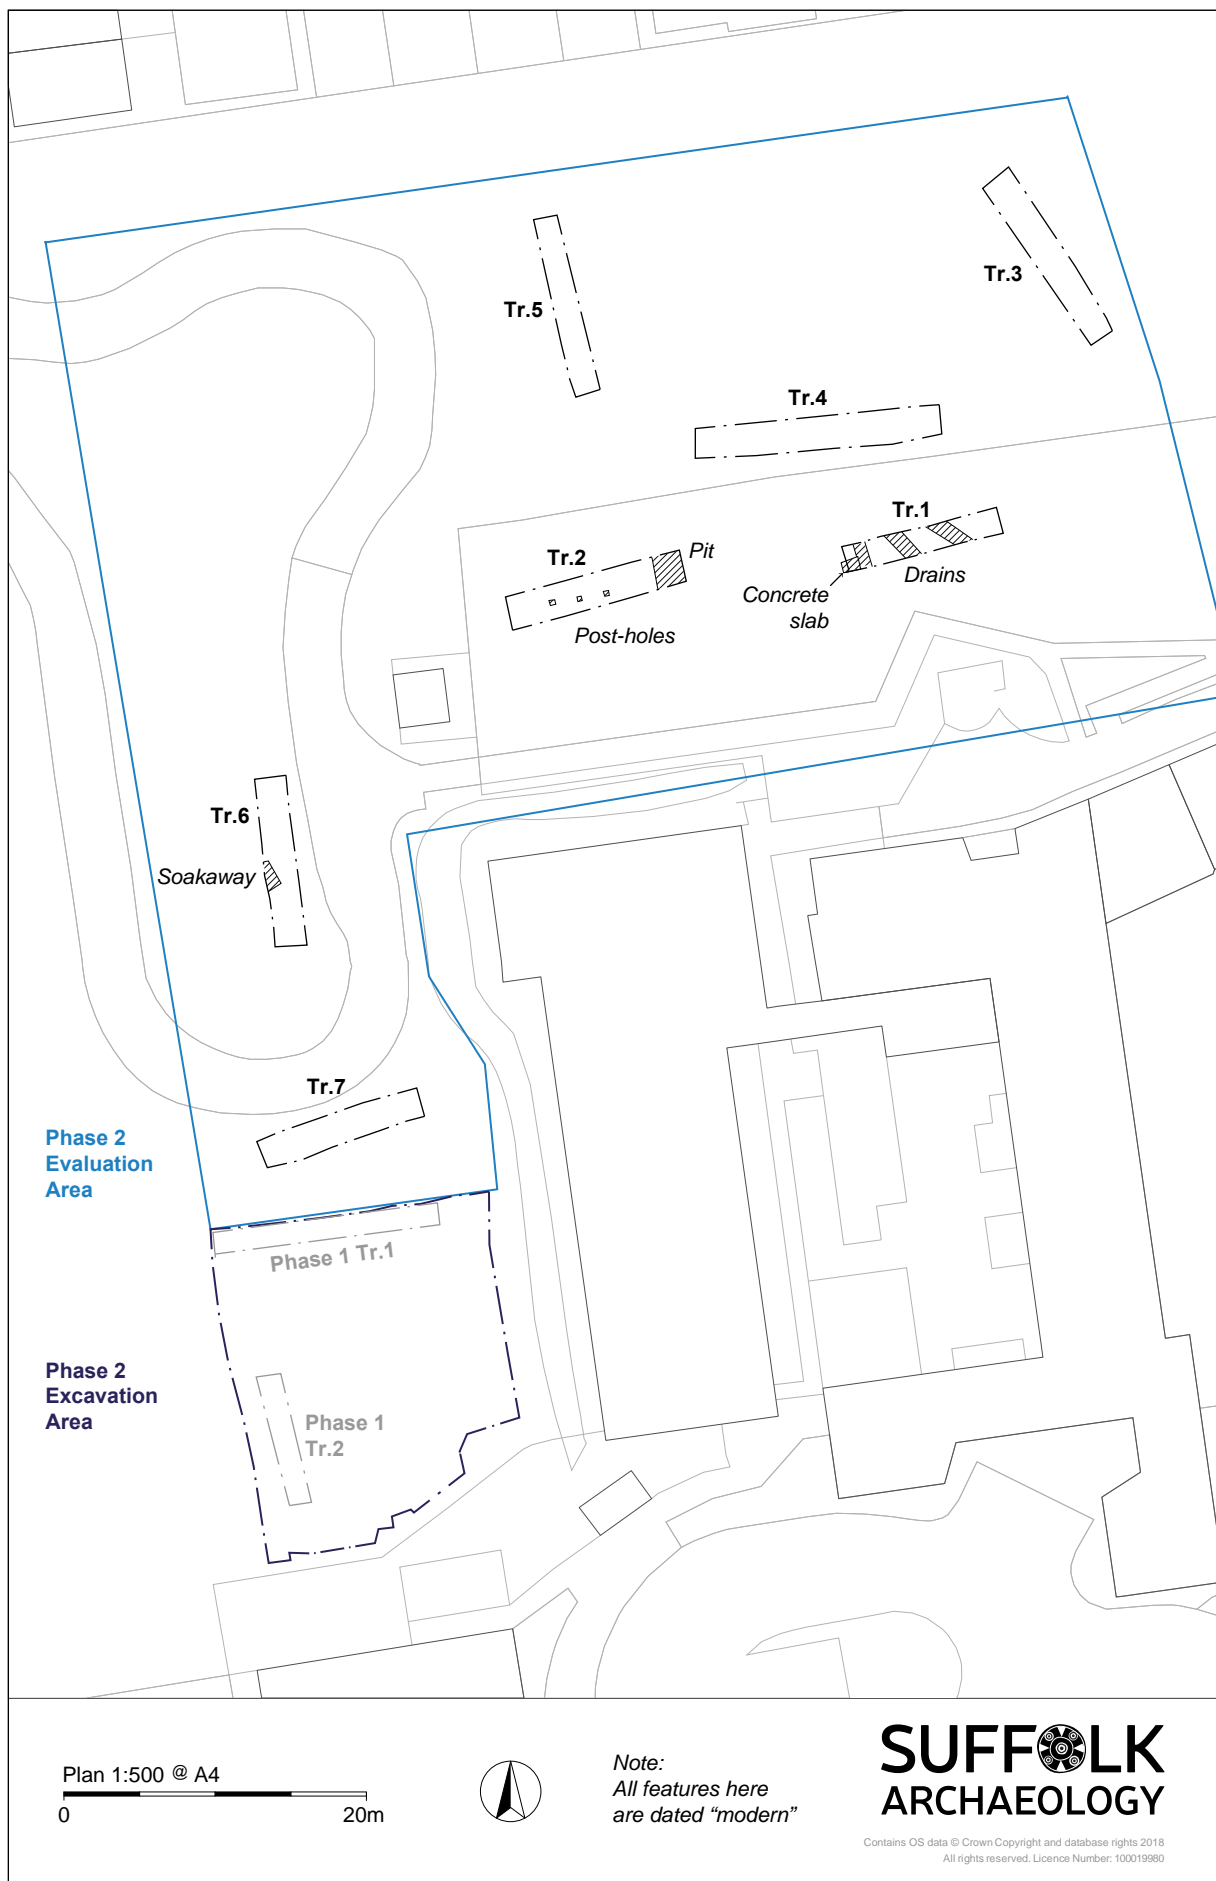 Tr.3
Tr.5
Tr.4
Tr.1
Tr.2
Pit
Drains
Concrete
slab
Post-holes
Tr.6
Soakaway
Tr.7
Phase 2
Evaluation
Area
Phase 1 Tr.1
Phase 2
Excavation
Area
Phase 1
Tr.2
Plan 1:500 @ A4
0
20m
Note:
All features here
are dated “modern”
SUFFOLK
ARCHAEOLOGY
Contains OS data © Crown Copyright and database rights 2018
All rights reserved. Licence Number: 100019980